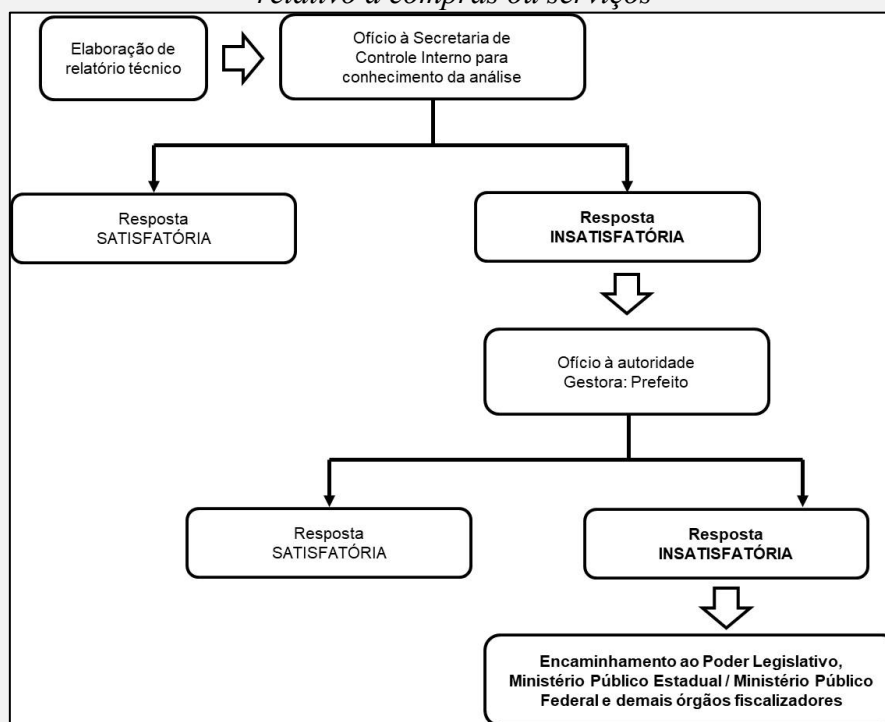 relativo a compras ou serviços
Elaboração de
relatório técnico
Ofício à Secretaria de
Controle Interno para
conhecimento da análise
Resposta
SATISFATÓRIA
Resposta
INSATISFATÓRIA
Ofício à autoridade
Gestora: Prefeito
Resposta
SATISFATÓRIA
Resposta
INSATISFATÓRIA
Encaminhamento ao Poder Legislativo,
Ministério Público Estadual / Ministério Público
Federal e demais órgãos fiscalizadores